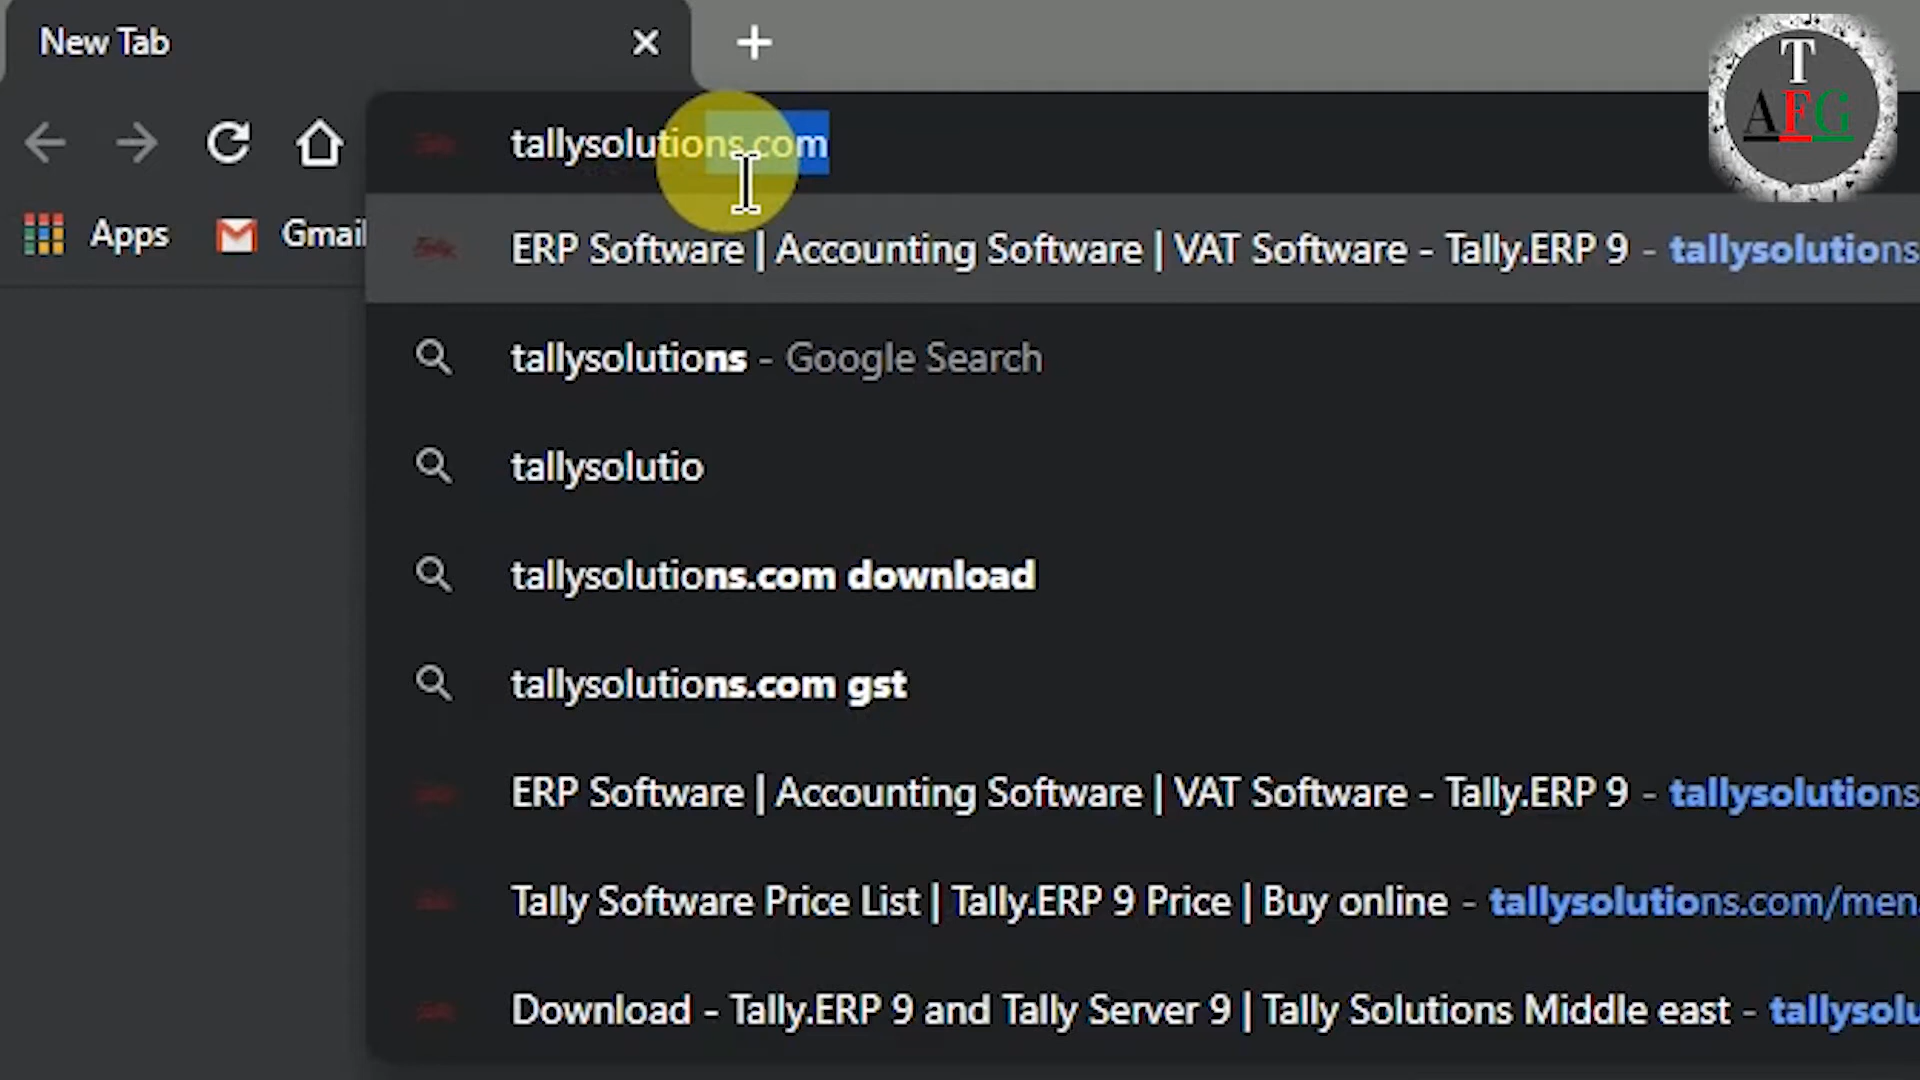 New Tab
T
AFG
tallysolutions.com
Apps
Gmail
ERP Software | Accounting Software | VAT Software - Tally.ERP 9 - tallysolutions
tallysolutions - Google Search
tallysolutio
tallysolutions.com download
tallysolutions.com gst
ERP Software | Accounting Software | VAT Software - Tally.ERP 9 - tallysolutions
Tally Software Price List | Tally.ERP 9 Price | Buy online - tallysolutions.com/men
Download - Tally.ERP 9 and Tally Server 9 | Tally Solutions Middle east - tallysolu